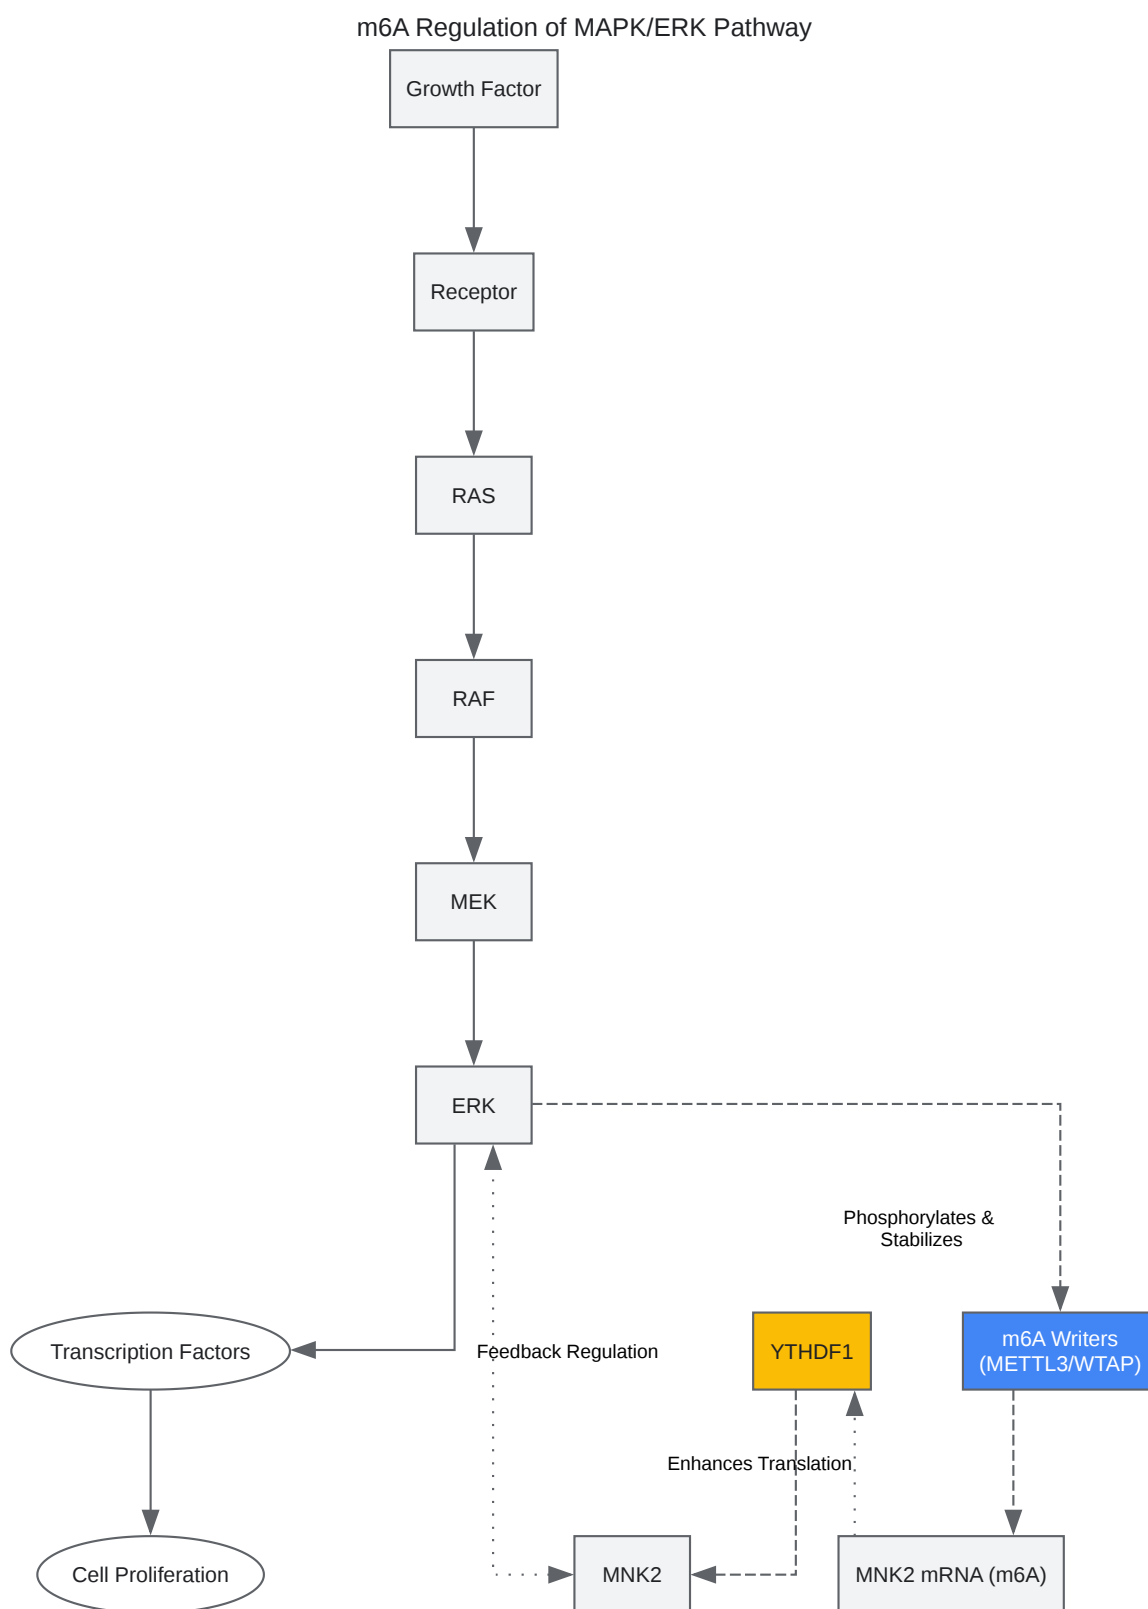 m6A Regulation of MAPK/ERK Pathway
Growth Factor
Receptor
RAS
RAF
MEK
ERK
Phosphorylates &
Stabilizes
Transcription Factors
Feedback Regulation
YTHDF1
m6A Writers
(METTL3/WTAP)
Enhances Translation
Cell Proliferation
MNK2
MNK2 mRNA (m6A)